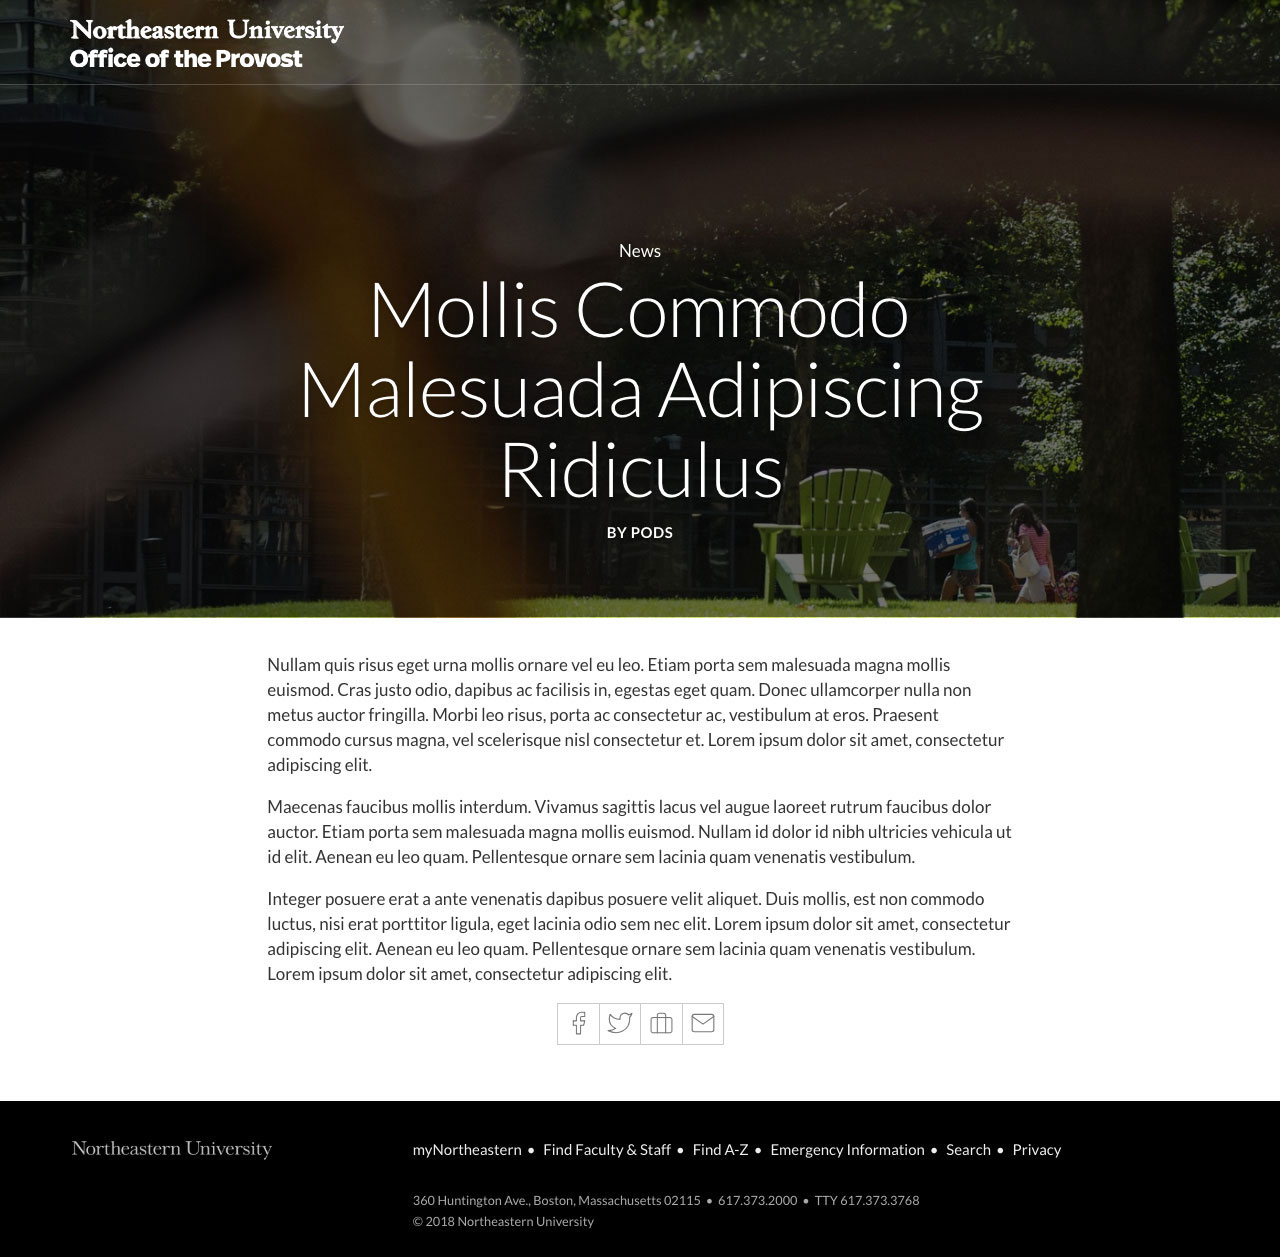 Northeastern University
Office of the Provost
News
Mollis Commodo
Malesuada Adipiscing
Ridiculus
BY PODS
Nullam quis risus eget urna mollis ornare vel eu leo. Etiam porta sem malesuada magna mollis
euismod. Cras justo odio, dapibus ac facilisis in, egestas eget quam. Donec ullamcorper nulla non
metus auctor fringilla. Morbi leo risus, porta ac consectetur ac, vestibulum at eros. Praesent
commodo cursus magna, vel scelerisque nisl consectetur et. Lorem ipsum dolor sit amet, consectetur
adipiscing elit.
Maecenas faucibus mollis interdum. Vivamus sagittis lacus vel augue laoreet rutrum faucibus dolor
auctor. Etiam porta sem malesuada magna mollis euismod. Nullam id dolor id nibh ultricies vehicula ut
id elit. Aenean eu leo quam. Pellentesque ornare sem lacinia quam venenatis vestibulum.
Integer posuere erat a ante venenatis dapibus posuere velit aliquet. Duis mollis, est non commodo
luctus, nisi erat porttitor ligula, eget lacinia odio sem nec elit. Lorem ipsum dolor sit amet, consectetur
adipiscing elit. Aenean eu leo quam. Pellentesque ornare sem lacinia quam venenatis vestibulum.
Lorem ipsum dolor sit amet, consectetur adipiscing elit.
Northeastern University
myNortheastern • Find Faculty & Staff • Find A-Z • Emergency Information • Search • Privacy
360 Huntington Ave., Boston, Massachusetts 02115 • 617.373.2000 • TTY 617.373.3768
© 2018 Northeastern University